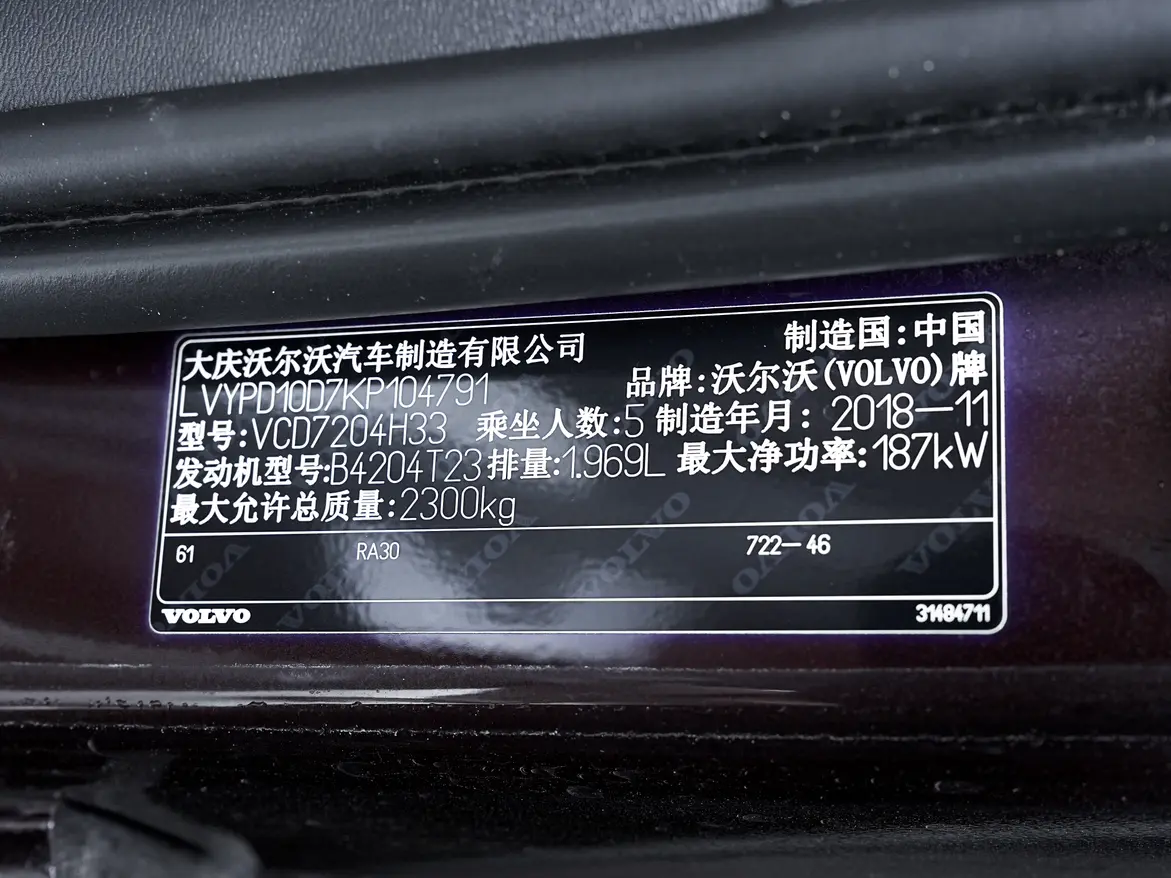 大庆沃尔沃汽车制造有限公司 制造国:中国
LVYPD10D7KP104791 品牌:沃尔沃(VOLVO)牌
型号:VCD7204H33 乘坐人数:5 制造年月:2018-11
发动机型号:B4204T23 排量:1.969L 最大净功率:187kW
最大允许总质量:2300kg
61 RA30 722-46
VOLVO 31484711